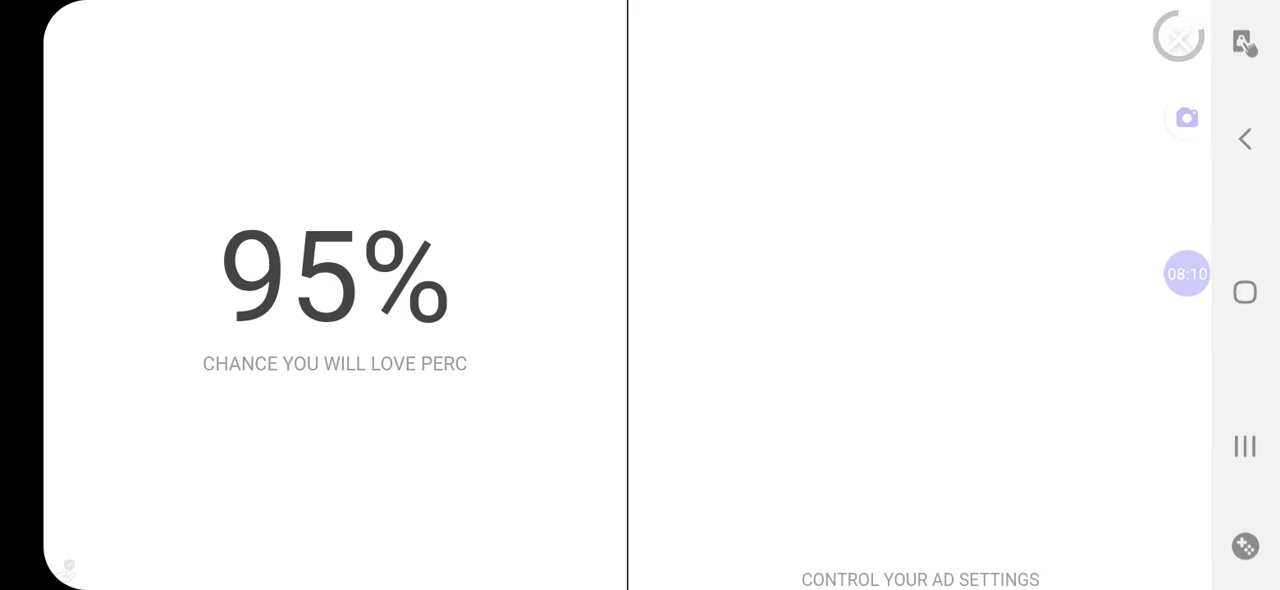 95%
CHANCE YOU WILL LOVE PERC
08:10
CONTROL YOUR AD SETTINGS